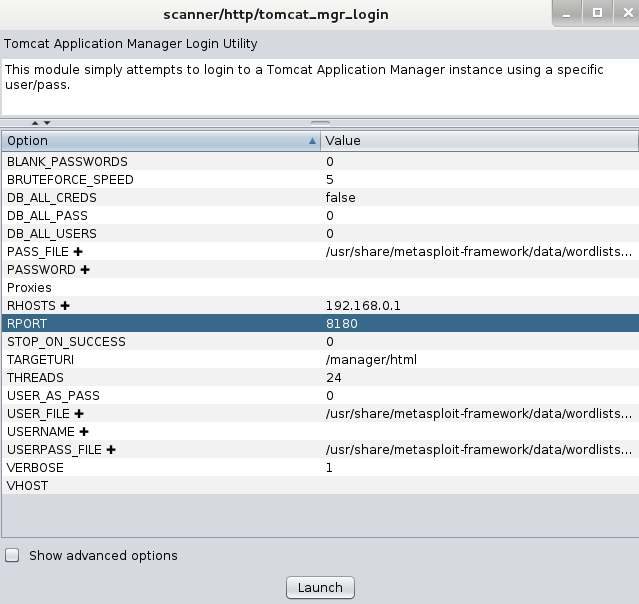 scanner/http/tomcat_mgr_login
Tomcat Application Manager Login Utility
This module simply attempts to login to a Tomcat Application Manager instance using a specific
user/pass.
Option Value
BLANK_PASSWORDS 0
BRUTEFORCE_SPEED 5
DB_ALL_CREDS false
DB_ALL_PASS 0
DB_ALL_USERS 0
PASS_FILE ✚ /usr/share/metasploit-framework/data/wordlists...
PASSWORD ✚
Proxies
RHOSTS ✚ 192.168.0.1
RPORT 8180
STOP_ON_SUCCESS 0
TARGETURI /manager/html
THREADS 24
USER_AS_PASS 0
USER_FILE ✚ /usr/share/metasploit-framework/data/wordlists...
USERNAME ✚
USERPASS_FILE ✚ /usr/share/metasploit-framework/data/wordlists...
VERBOSE 1
VHOST
Show advanced options
Launch